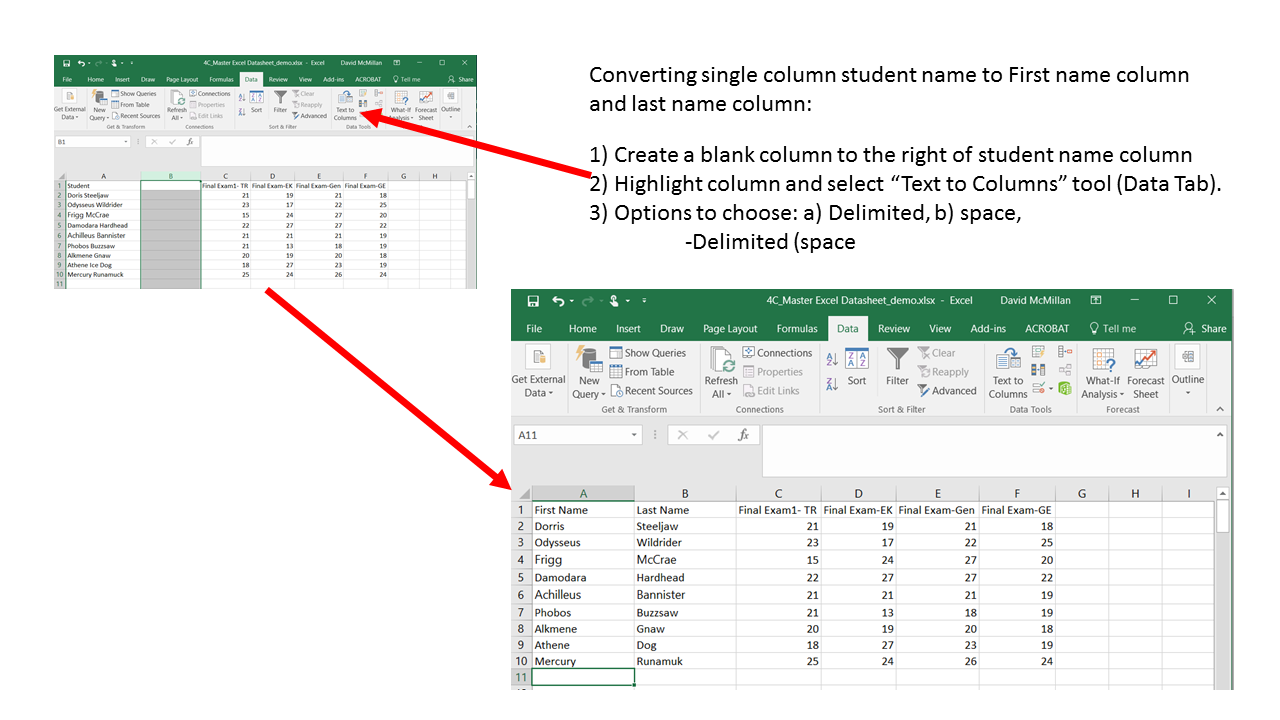 4C_Master Excel Datasheet_demo.xlsx - Excel David McMillan
File Home Insert Draw Page Layout Formulas Data Review View Add-ins ACROBAT Tell me Share
Get External Data New Query Show Queries From Table Recent Sources Refresh All Connections Properties Edit Links Sort Filter Clear Reapply Advanced Text to Columns What-If Analysis Forecast Sheet Outline
Get & Transform Connections Sort & Filter Data Tools
B1 fx
A B C D E F G H
1 Student Final Exam1- TR Final Exam-EK Final Exam-Gen Final Exam-GE
2 Doris Steeljaw 21 19 21 18
3 Odysseus Wildrider 23 17 22 25
4 Frigg McCrae 15 24 27 20
5 Damodara Hardhead 22 27 27 22
6 Achilleus Bannister 21 21 21 19
7 Phobos Buzzsaw 21 13 18 19
8 Alkmene Gnaw 20 19 20 18
9 Athene Ice Dog 18 27 23 19
10 Mercury Runamuck 25 24 26 24
11
Converting single column student name to First name column
and last name column:
1) Create a blank column to the right of student name column
2) Highlight column and select “Text to Columns” tool (Data Tab).
3) Options to choose: a) Delimited, b) space,
-Delimited (space
4C_Master Excel Datasheet_demo.xlsx - Excel David McMillan
File Home Insert Draw Page Layout Formulas Data Review View Add-ins ACROBAT Tell me Share
Get External Data New Query Show Queries From Table Recent Sources Refresh All Connections Properties Edit Links Sort Filter Clear Reapply Advanced Text to Columns What-If Analysis Forecast Sheet Outline
Get & Transform Connections Sort & Filter Data Tools Forecast
A11 fx
A B C D E F G H I
1 First Name Last Name Final Exam1- TR Final Exam-EK Final Exam-Gen Final Exam-GE
2 Dorris Steeljaw 21 19 21 18
3 Odysseus Wildrider 23 17 22 25
4 Frigg McCrae 15 24 27 20
5 Damodara Hardhead 22 27 27 22
6 Achilleus Bannister 21 21 21 19
7 Phobos Buzzsaw 21 13 18 19
8 Alkmene Gnaw 20 19 20 18
9 Athene Dog 18 27 23 19
10 Mercury Runamuk 25 24 26 24
11